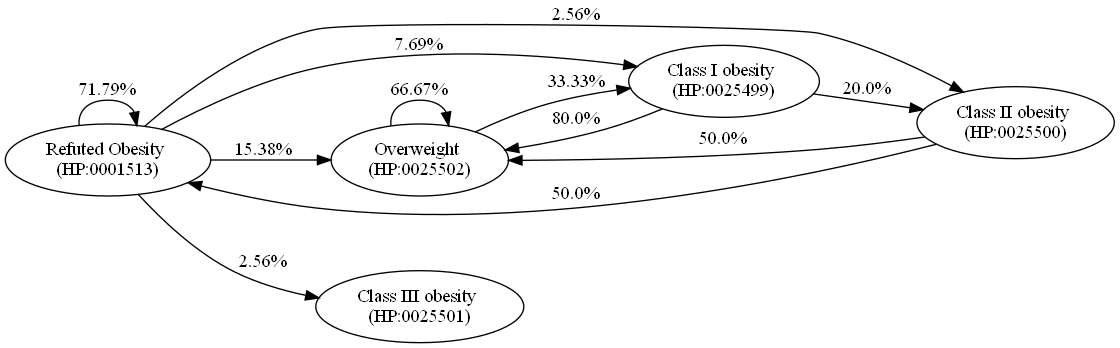 2.56%
7.69%
Class I obesity
(HP:0025499)
71.79%
66.67%
33.33%
20.0%
Class II obesity
(HP:0025500)
80.0%
50.0%
Refuted Obesity
(HP:0001513)
15.38%
Overweight
(HP:0025502)
50.0%
2.56%
Class III obesity
(HP:0025501)